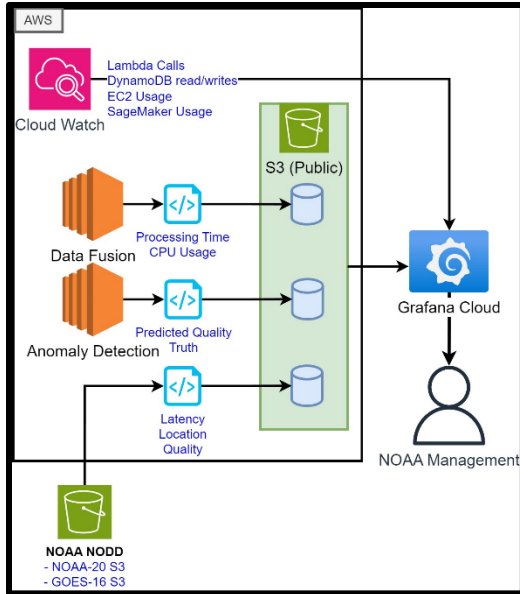 AWS
Lambda Calls
DynamoDB read/writes
EC2 Usage
SageMaker Usage
Cloud Watch
S3 (Public)
</>
Processing Time
CPU Usage
Data Fusion
</>
Predicted Quality
Truth
Anomaly Detection
</>
Latency
Location
Quality
Grafana Cloud
NOAA Management
NOAA NODD
- NOAA-20 S3
- GOES-16 S3